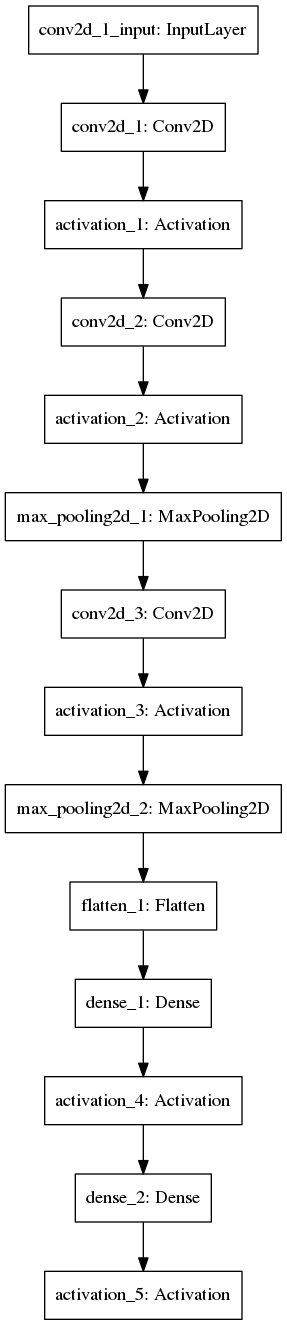 conv2d_1_input: InputLayer
conv2d_1: Conv2D
activation_1: Activation
conv2d_2: Conv2D
activation_2: Activation
max_pooling2d_1: MaxPooling2D
conv2d_3: Conv2D
activation_3: Activation
max_pooling2d_2: MaxPooling2D
flatten_1: Flatten
dense_1: Dense
activation_4: Activation
dense_2: Dense
activation_5: Activation